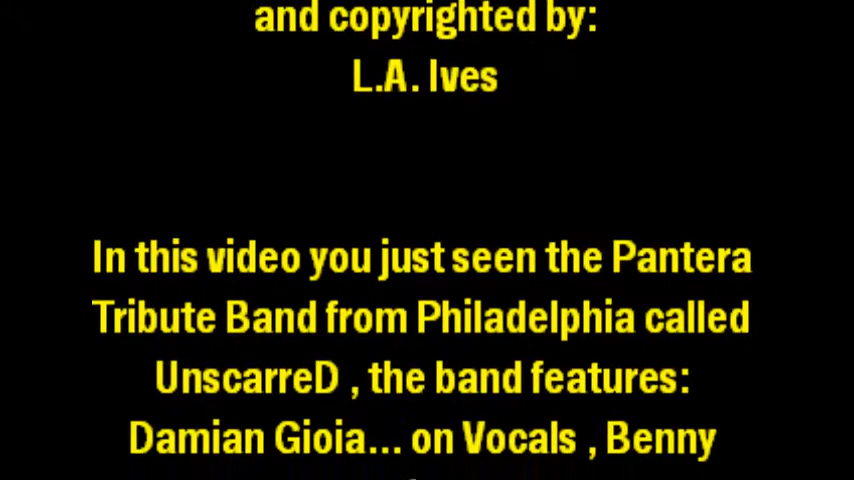 and copyrighted by:
L.A. Ives
In this video you just seen the Pantera
Tribute Band from Philadelphia called
UnscarreD , the band features:
Damian Gioia... on Vocals , Benny